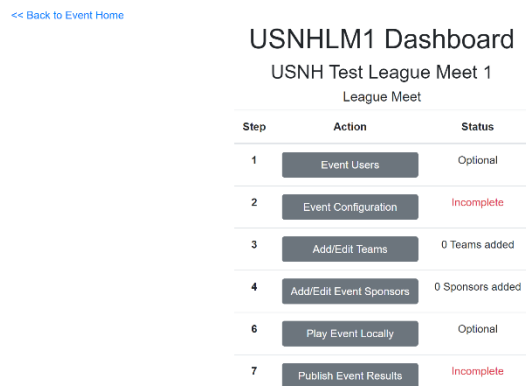 << Back to Event Home
USNHLM1 Dashboard
USNH Test League Meet 1
League Meet
Step Action Status
1 Event Users Optional
2 Event Configuration Incomplete
3 Add/Edit Teams 0 Teams added
4 Add/Edit Event Sponsors 0 Sponsors added
6 Play Event Locally Optional
7 Publish Event Results Incomplete